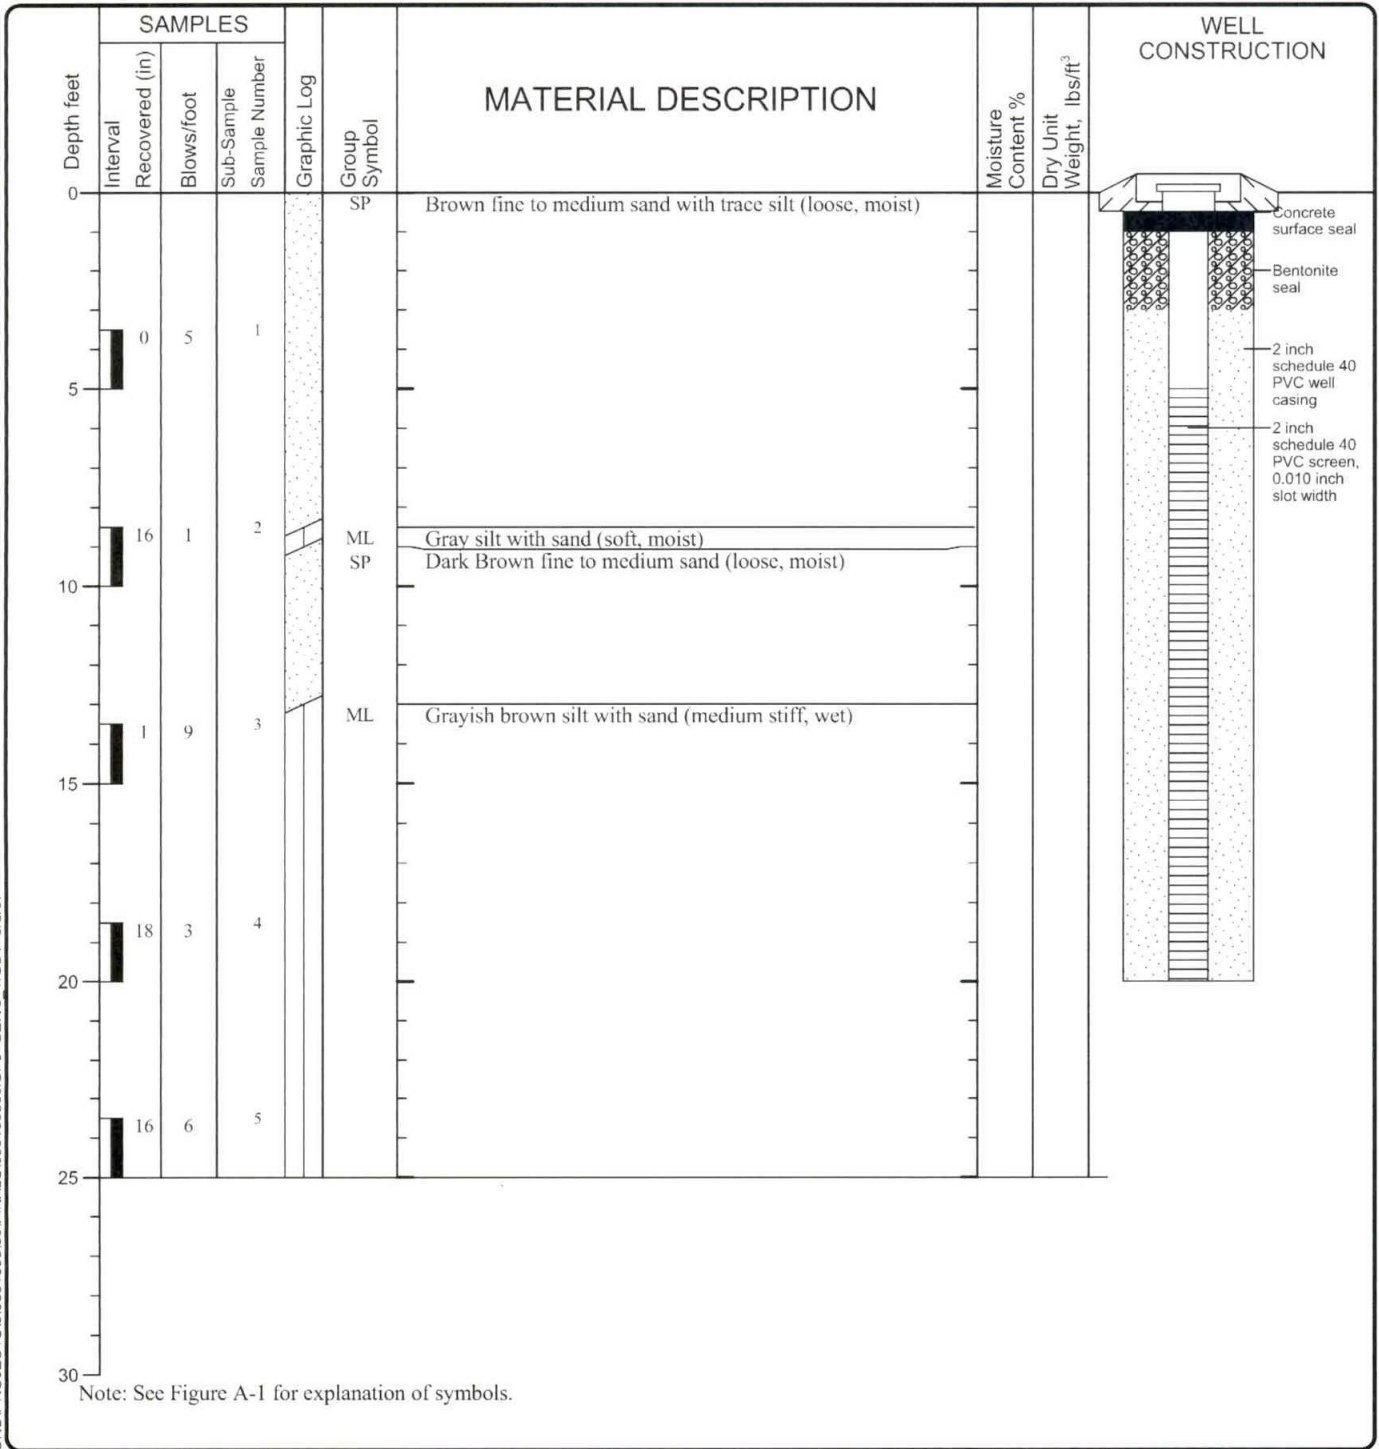 SAMPLES
WELL
CONSTRUCTION
Depth feet
Interval
Recovered (in)
Blows/foot
Sub-Sample
Sample Number
Graphic Log
Group
Symbol
MATERIAL DESCRIPTION
Moisture
Content %
Dry Unit
Weight, lbs/ft³
0
SP Brown fine to medium sand with trace silt (loose, moist)
Concrete
surface seal
Bentonite
seal
0 5 1
2 inch
schedule 40
PVC well
casing
5
2 inch
schedule 40
PVC screen,
0.010 inch
slot width
16 1 2
ML Gray silt with sand (soft, moist)
SP Dark Brown fine to medium sand (loose, moist)
10
ML Grayish brown silt with sand (medium stiff, wet)
1 9 3
15
18 3 4
20
16 6 5
25
30
Note: See Figure A-1 for explanation of symbols.